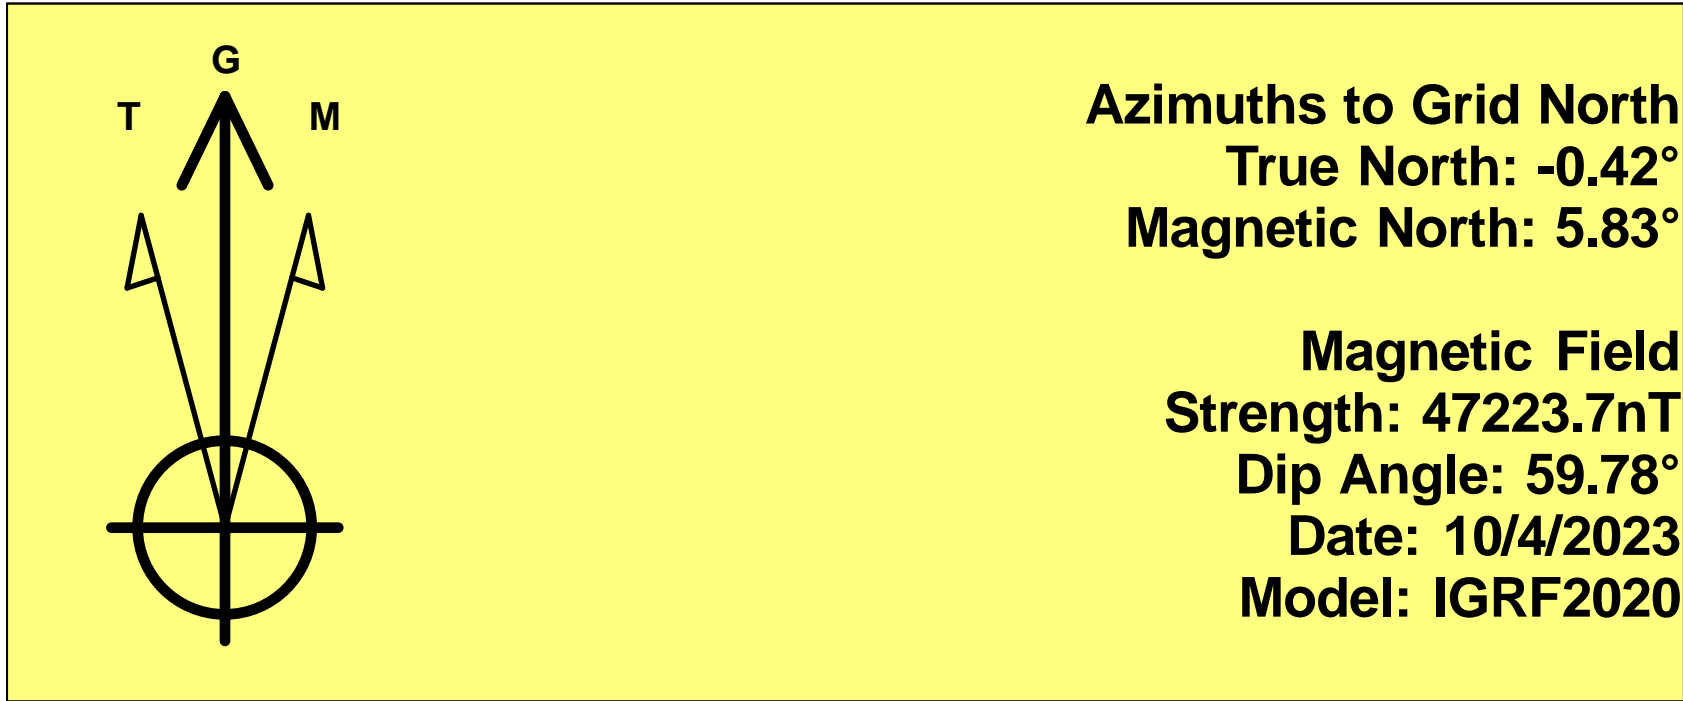 G
T
M
Azimuths to Grid North
True North: -0.42°
Magnetic North: 5.83°
Magnetic Field
Strength: 47223.7nT
Dip Angle: 59.78°
Date: 10/4/2023
Model: IGRF2020